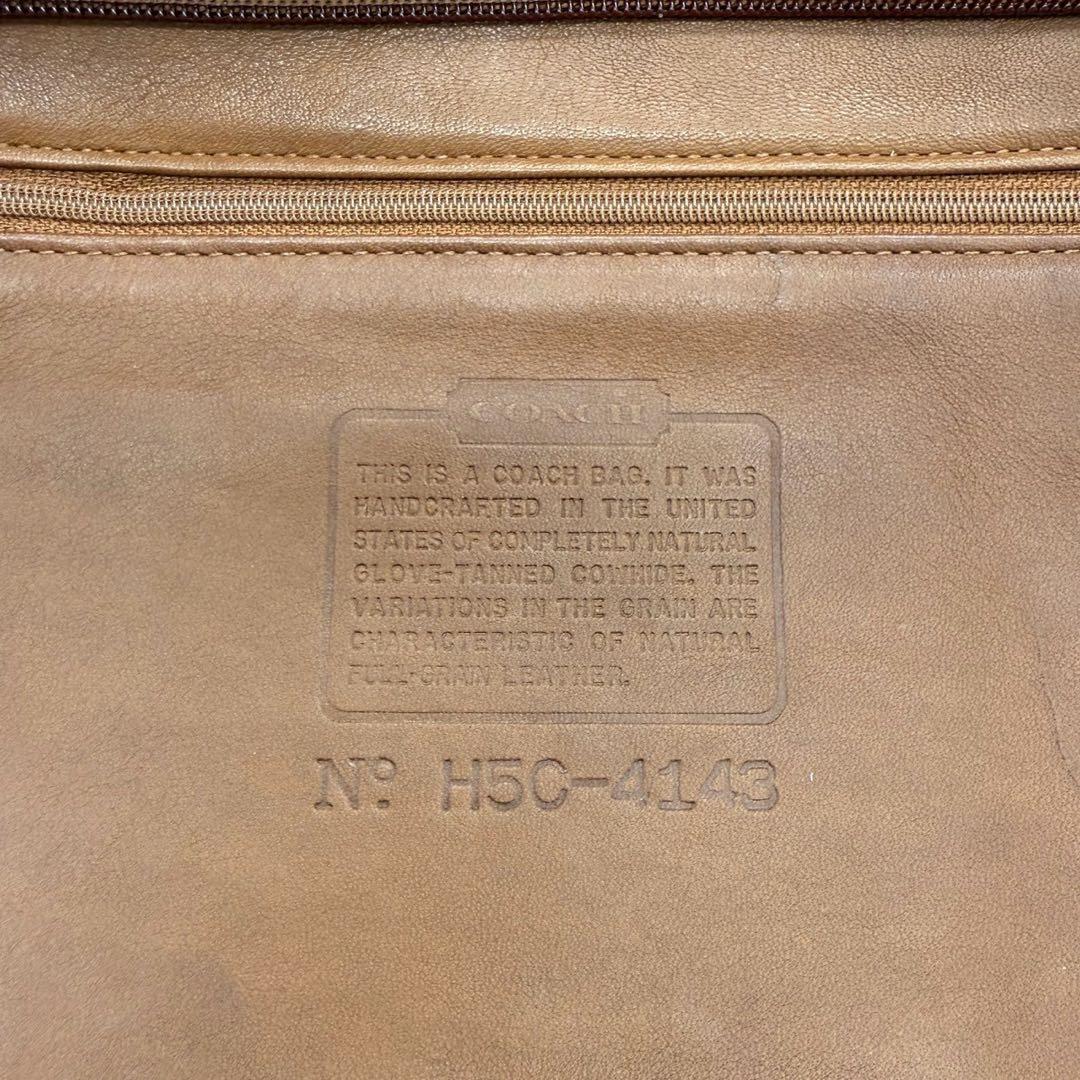 COACH
THIS IS A COACH BAG. IT WAS
HANDCRAFTED IN THE UNITED
STATES OF COMPLETELY NATURAL
GLOVE-TANNED COWHIDE. THE
VARIATIONS IN THE GRAIN ARE
CHARACTERISTIC OF NATURAL
FULL-GRAIN LEATHER.
Nº. H5C-4143